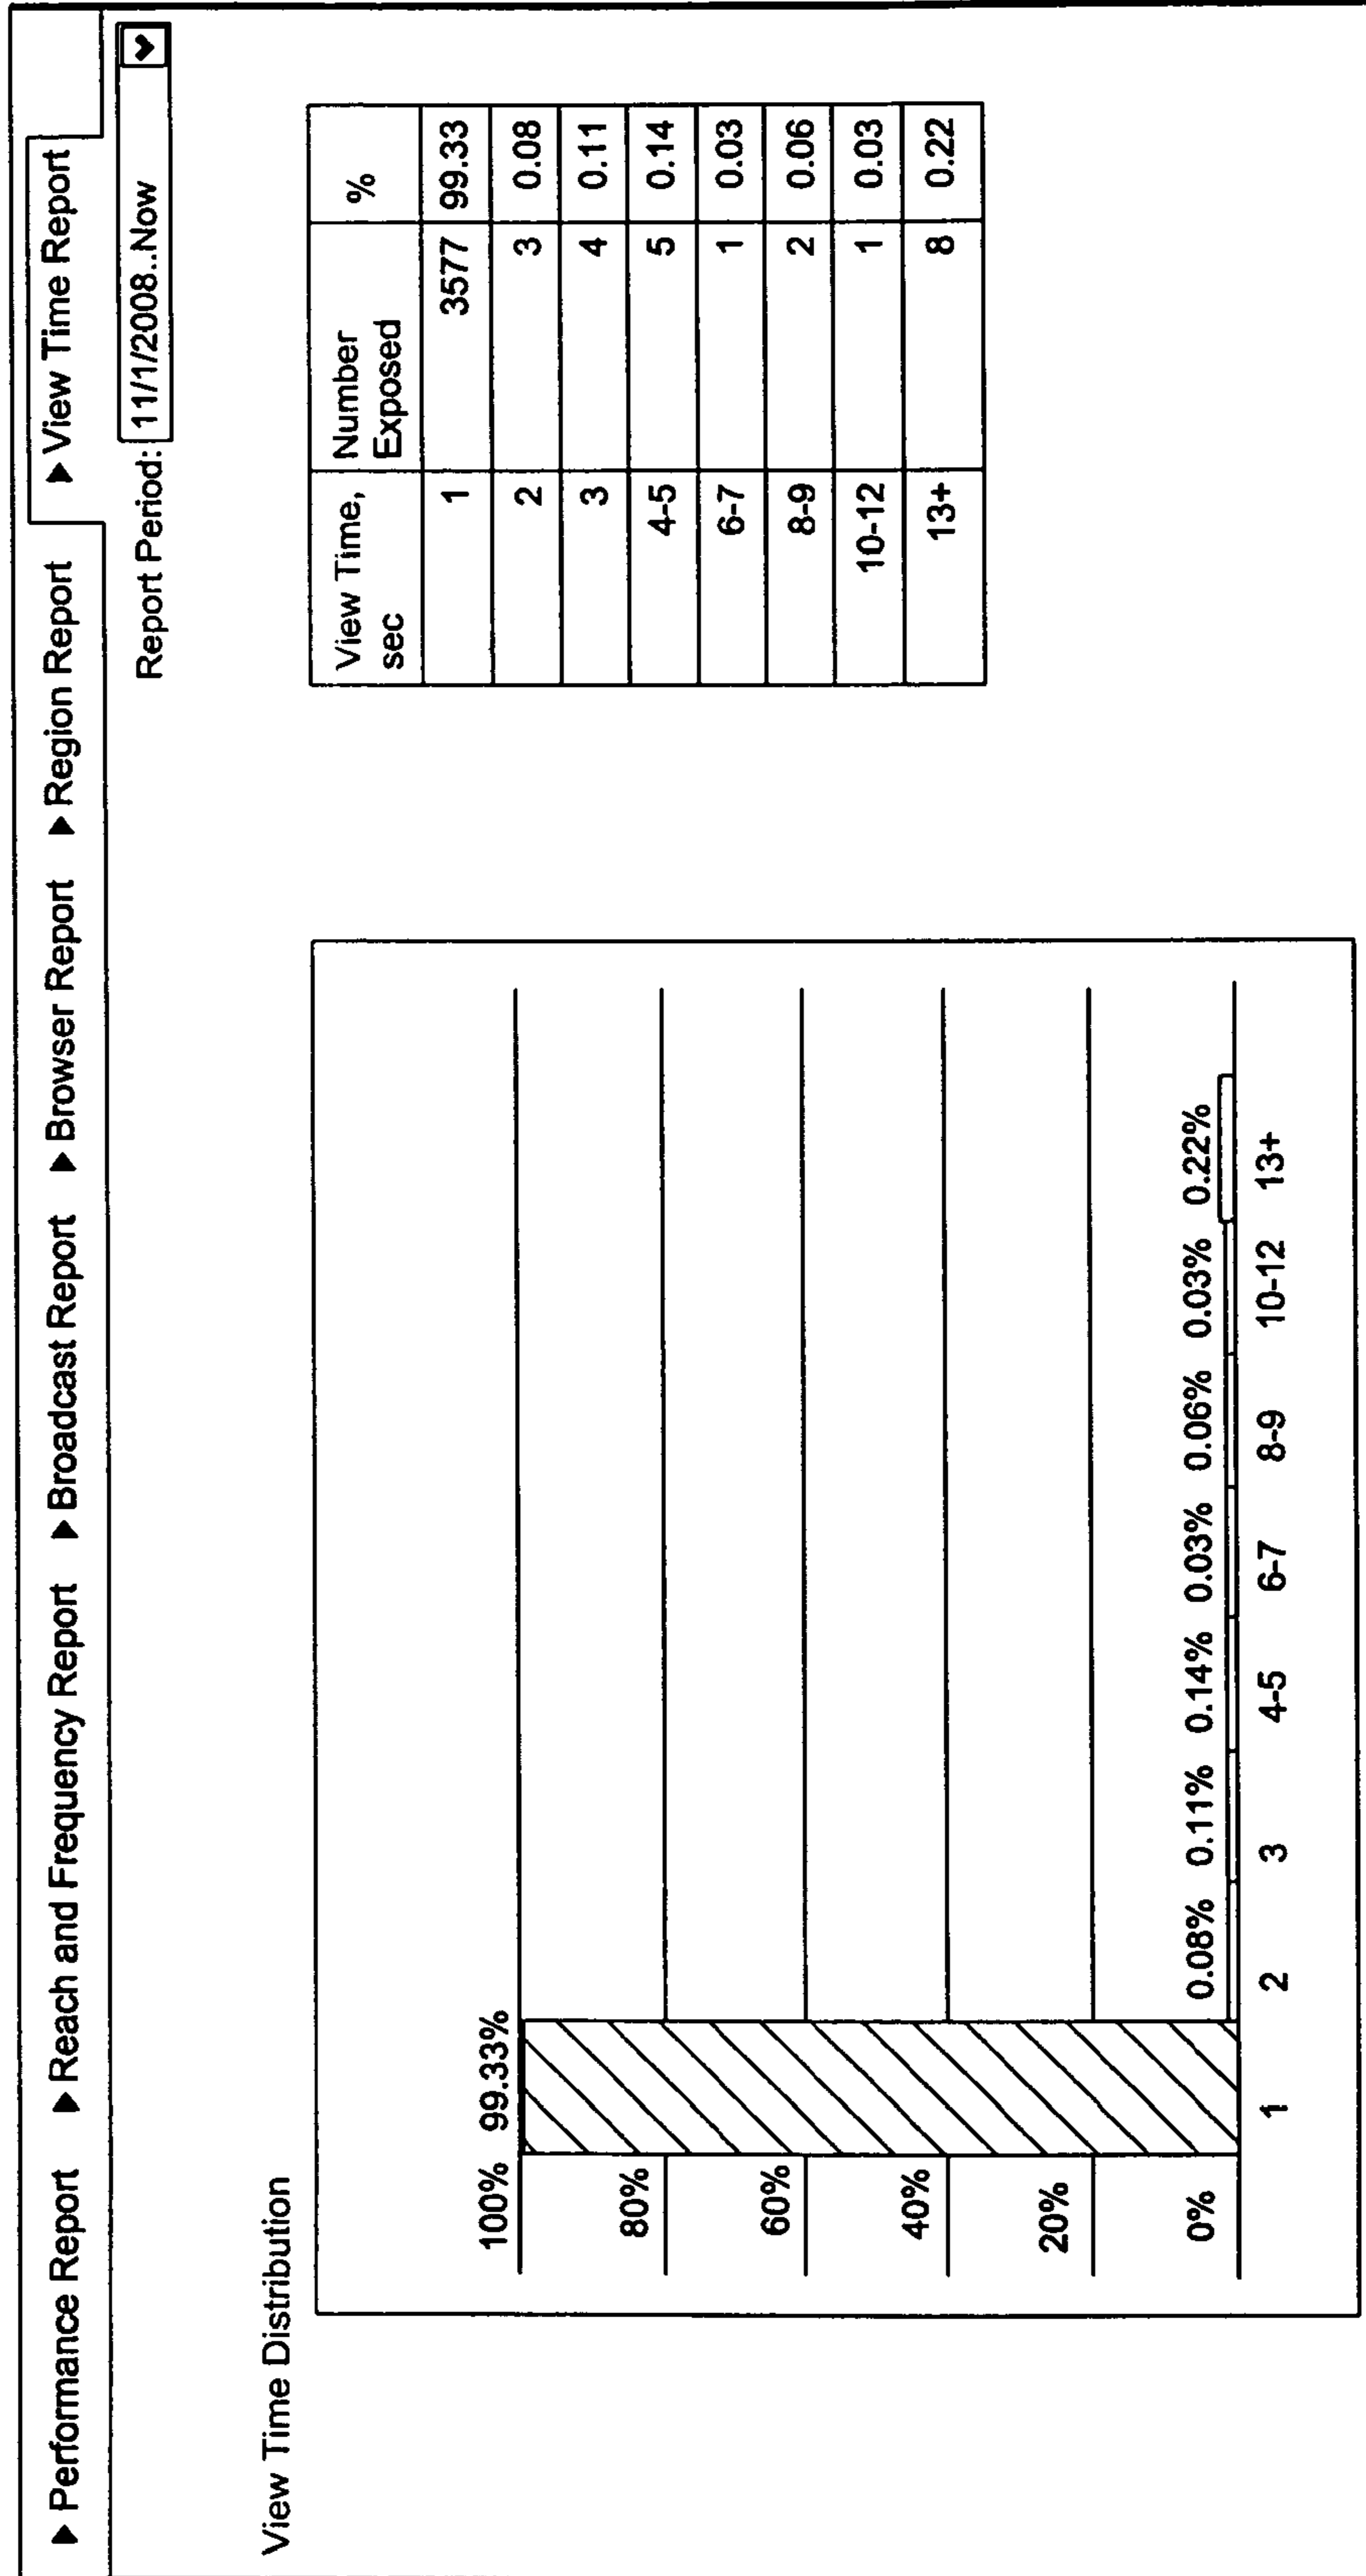 ▶ Performance Report ▶ Reach and Frequency Report ▶ Broadcast Report ▶ Browser Report ▶ Region Report ▶ View Time Report
Report Period: 11/1/2008..Now
View Time Distribution
100% 99.33%
80%
60%
40%
20%
0% 0.08% 0.11% 0.14% 0.03% 0.06% 0.03% 0.22%
1 2 3 4-5 6-7 8-9 10-12 13+
View Time, sec Number Exposed %
1 3577 99.33
2 3 0.08
3 4 0.11
4-5 5 0.14
6-7 1 0.03
8-9 2 0.06
10-12 1 0.03
13+ 8 0.22